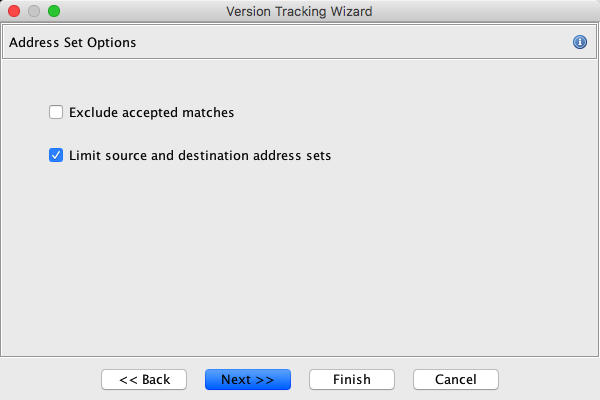 Version Tracking Wizard
Address Set Options
Exclude accepted matches
Limit source and destination address sets
<< Back
Next >>
Finish
Cancel